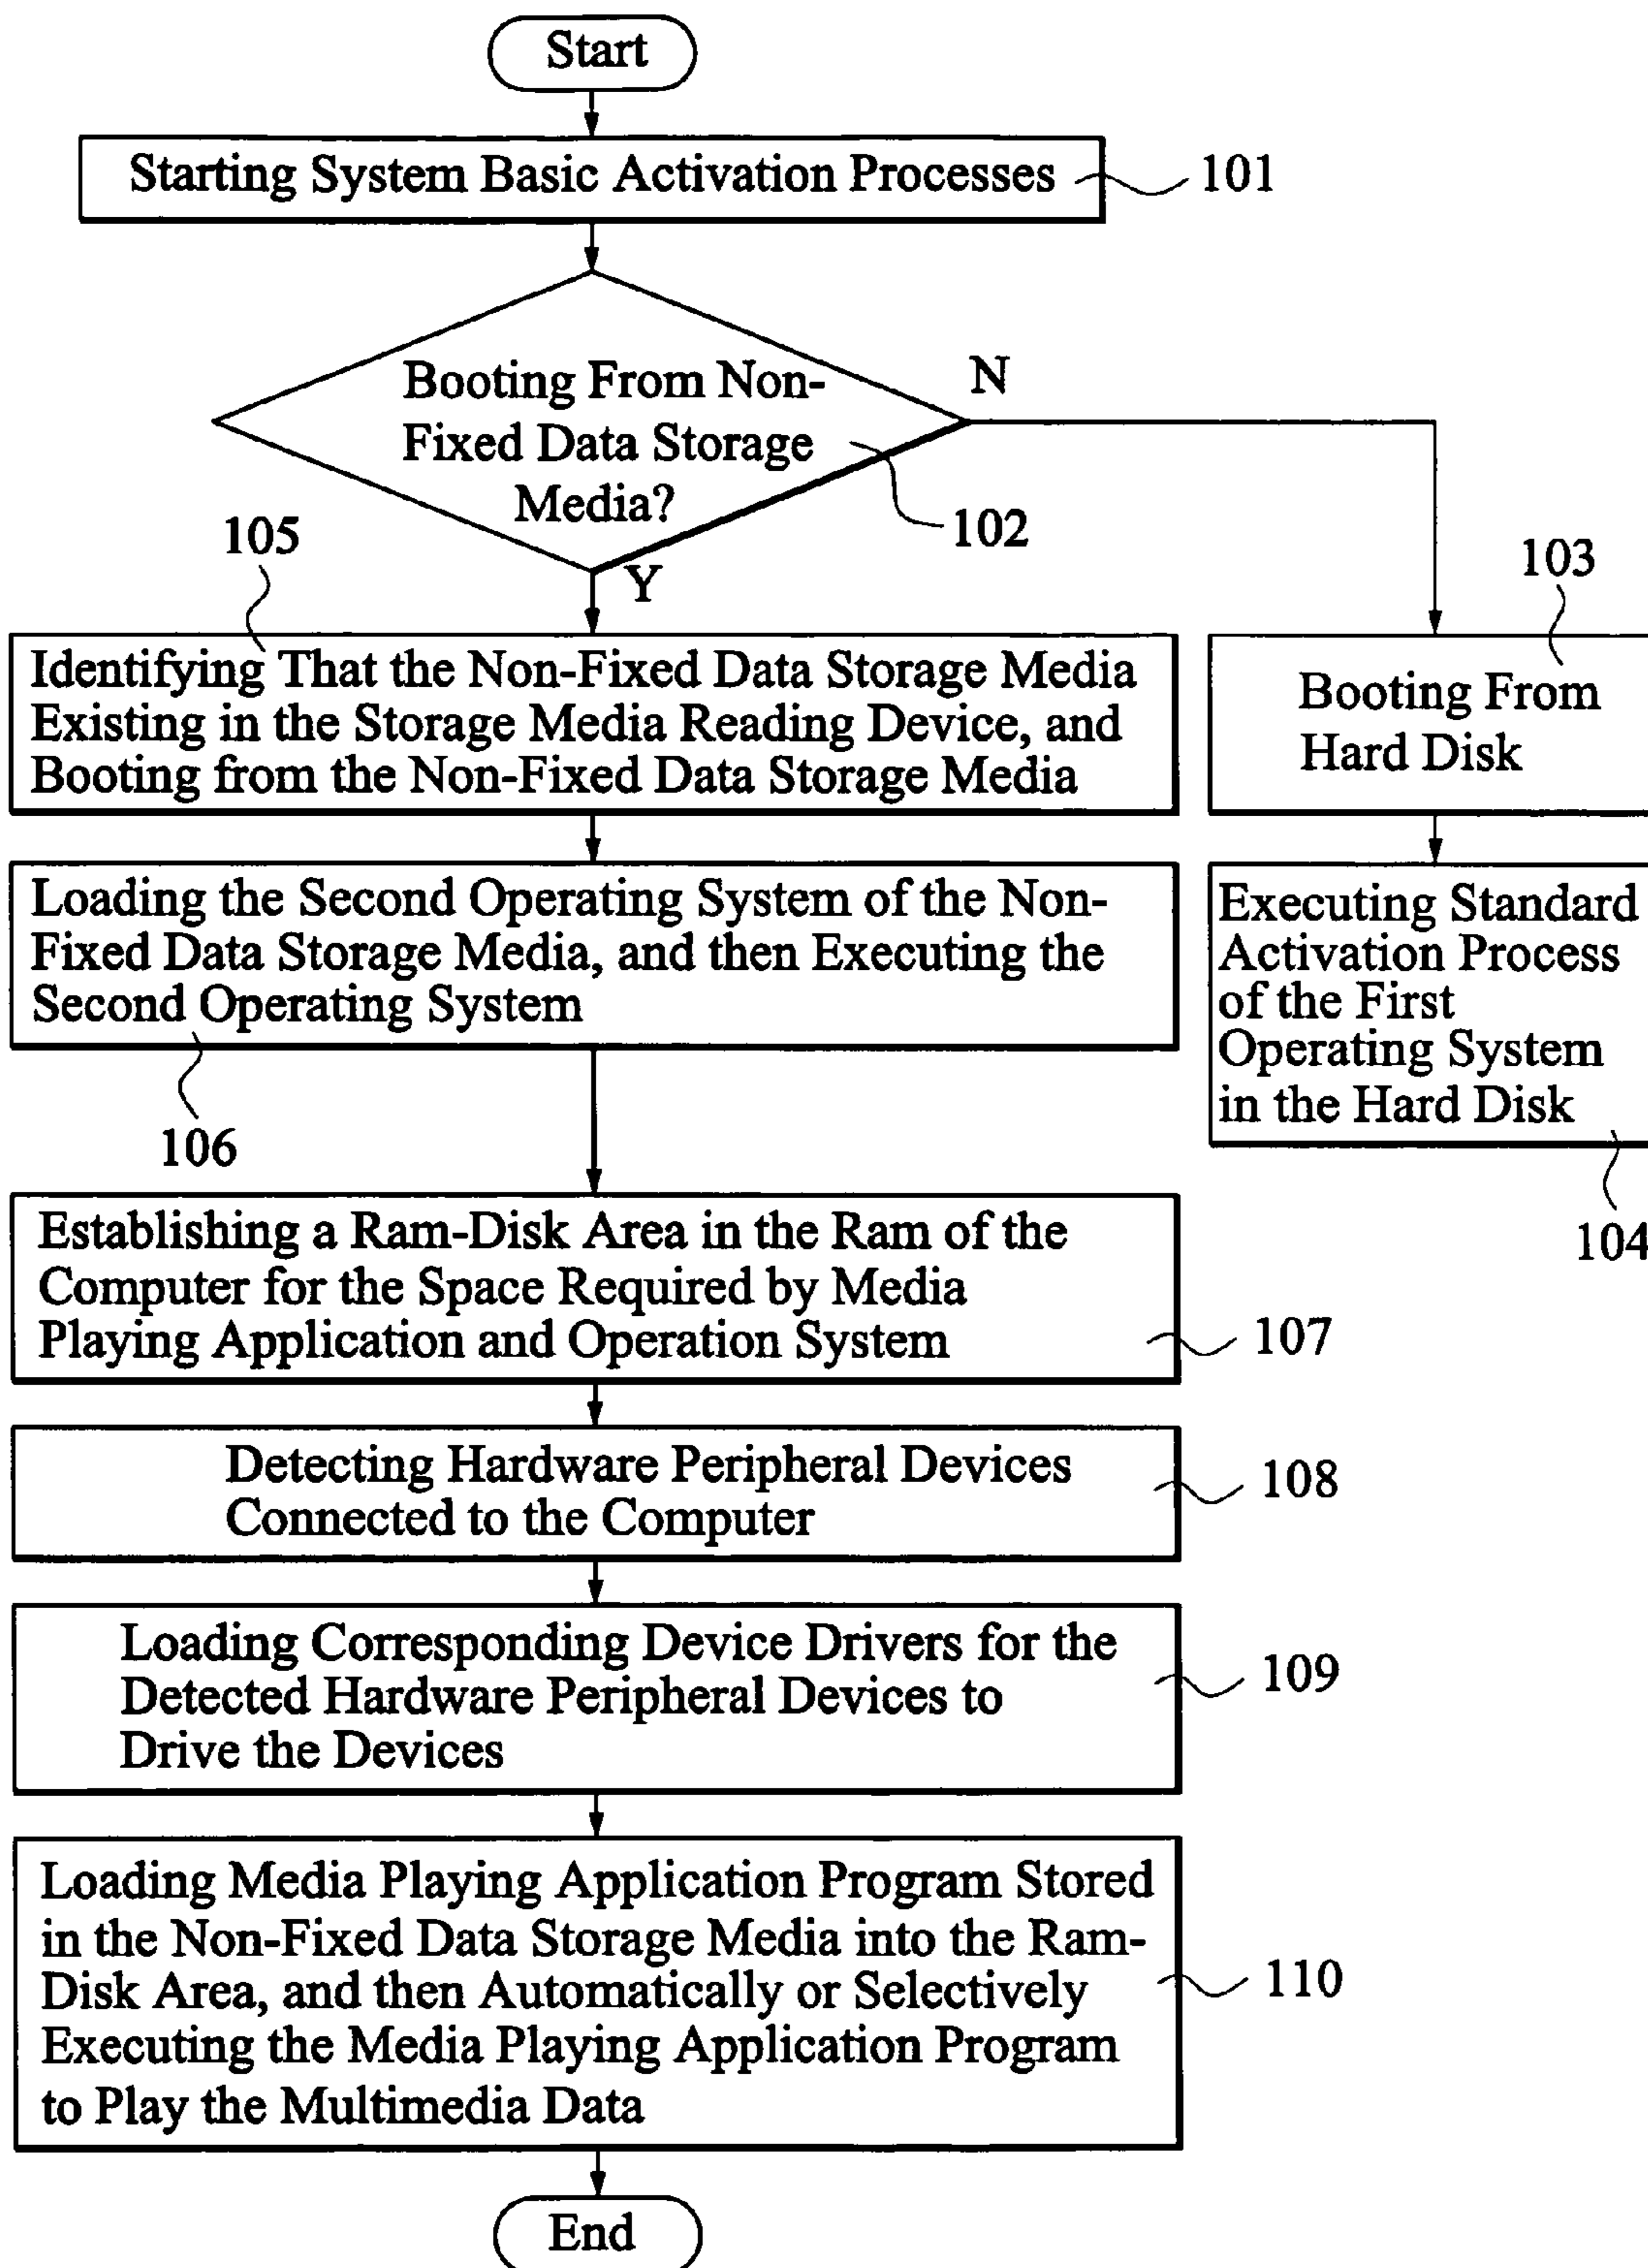 Start
Starting System Basic Activation Processes
101
Booting From Non-
Fixed Data Storage
Media?
102
N
Y
105
Identifying That the Non-Fixed Data Storage Media
Existing in the Storage Media Reading Device, and
Booting from the Non-Fixed Data Storage Media
103
Booting From
Hard Disk
Loading the Second Operating System of the Non-
Fixed Data Storage Media, and then Executing the
Second Operating System
106
Executing Standard
Activation Process
of the First
Operating System
in the Hard Disk
104
Establishing a Ram-Disk Area in the Ram of the
Computer for the Space Required by Media
Playing Application and Operation System
107
Detecting Hardware Peripheral Devices
Connected to the Computer
108
Loading Corresponding Device Drivers for the
Detected Hardware Peripheral Devices to
Drive the Devices
109
Loading Media Playing Application Program Stored
in the Non-Fixed Data Storage Media into the Ram-
Disk Area, and then Automatically or Selectively
Executing the Media Playing Application Program
to Play the Multimedia Data
110
End